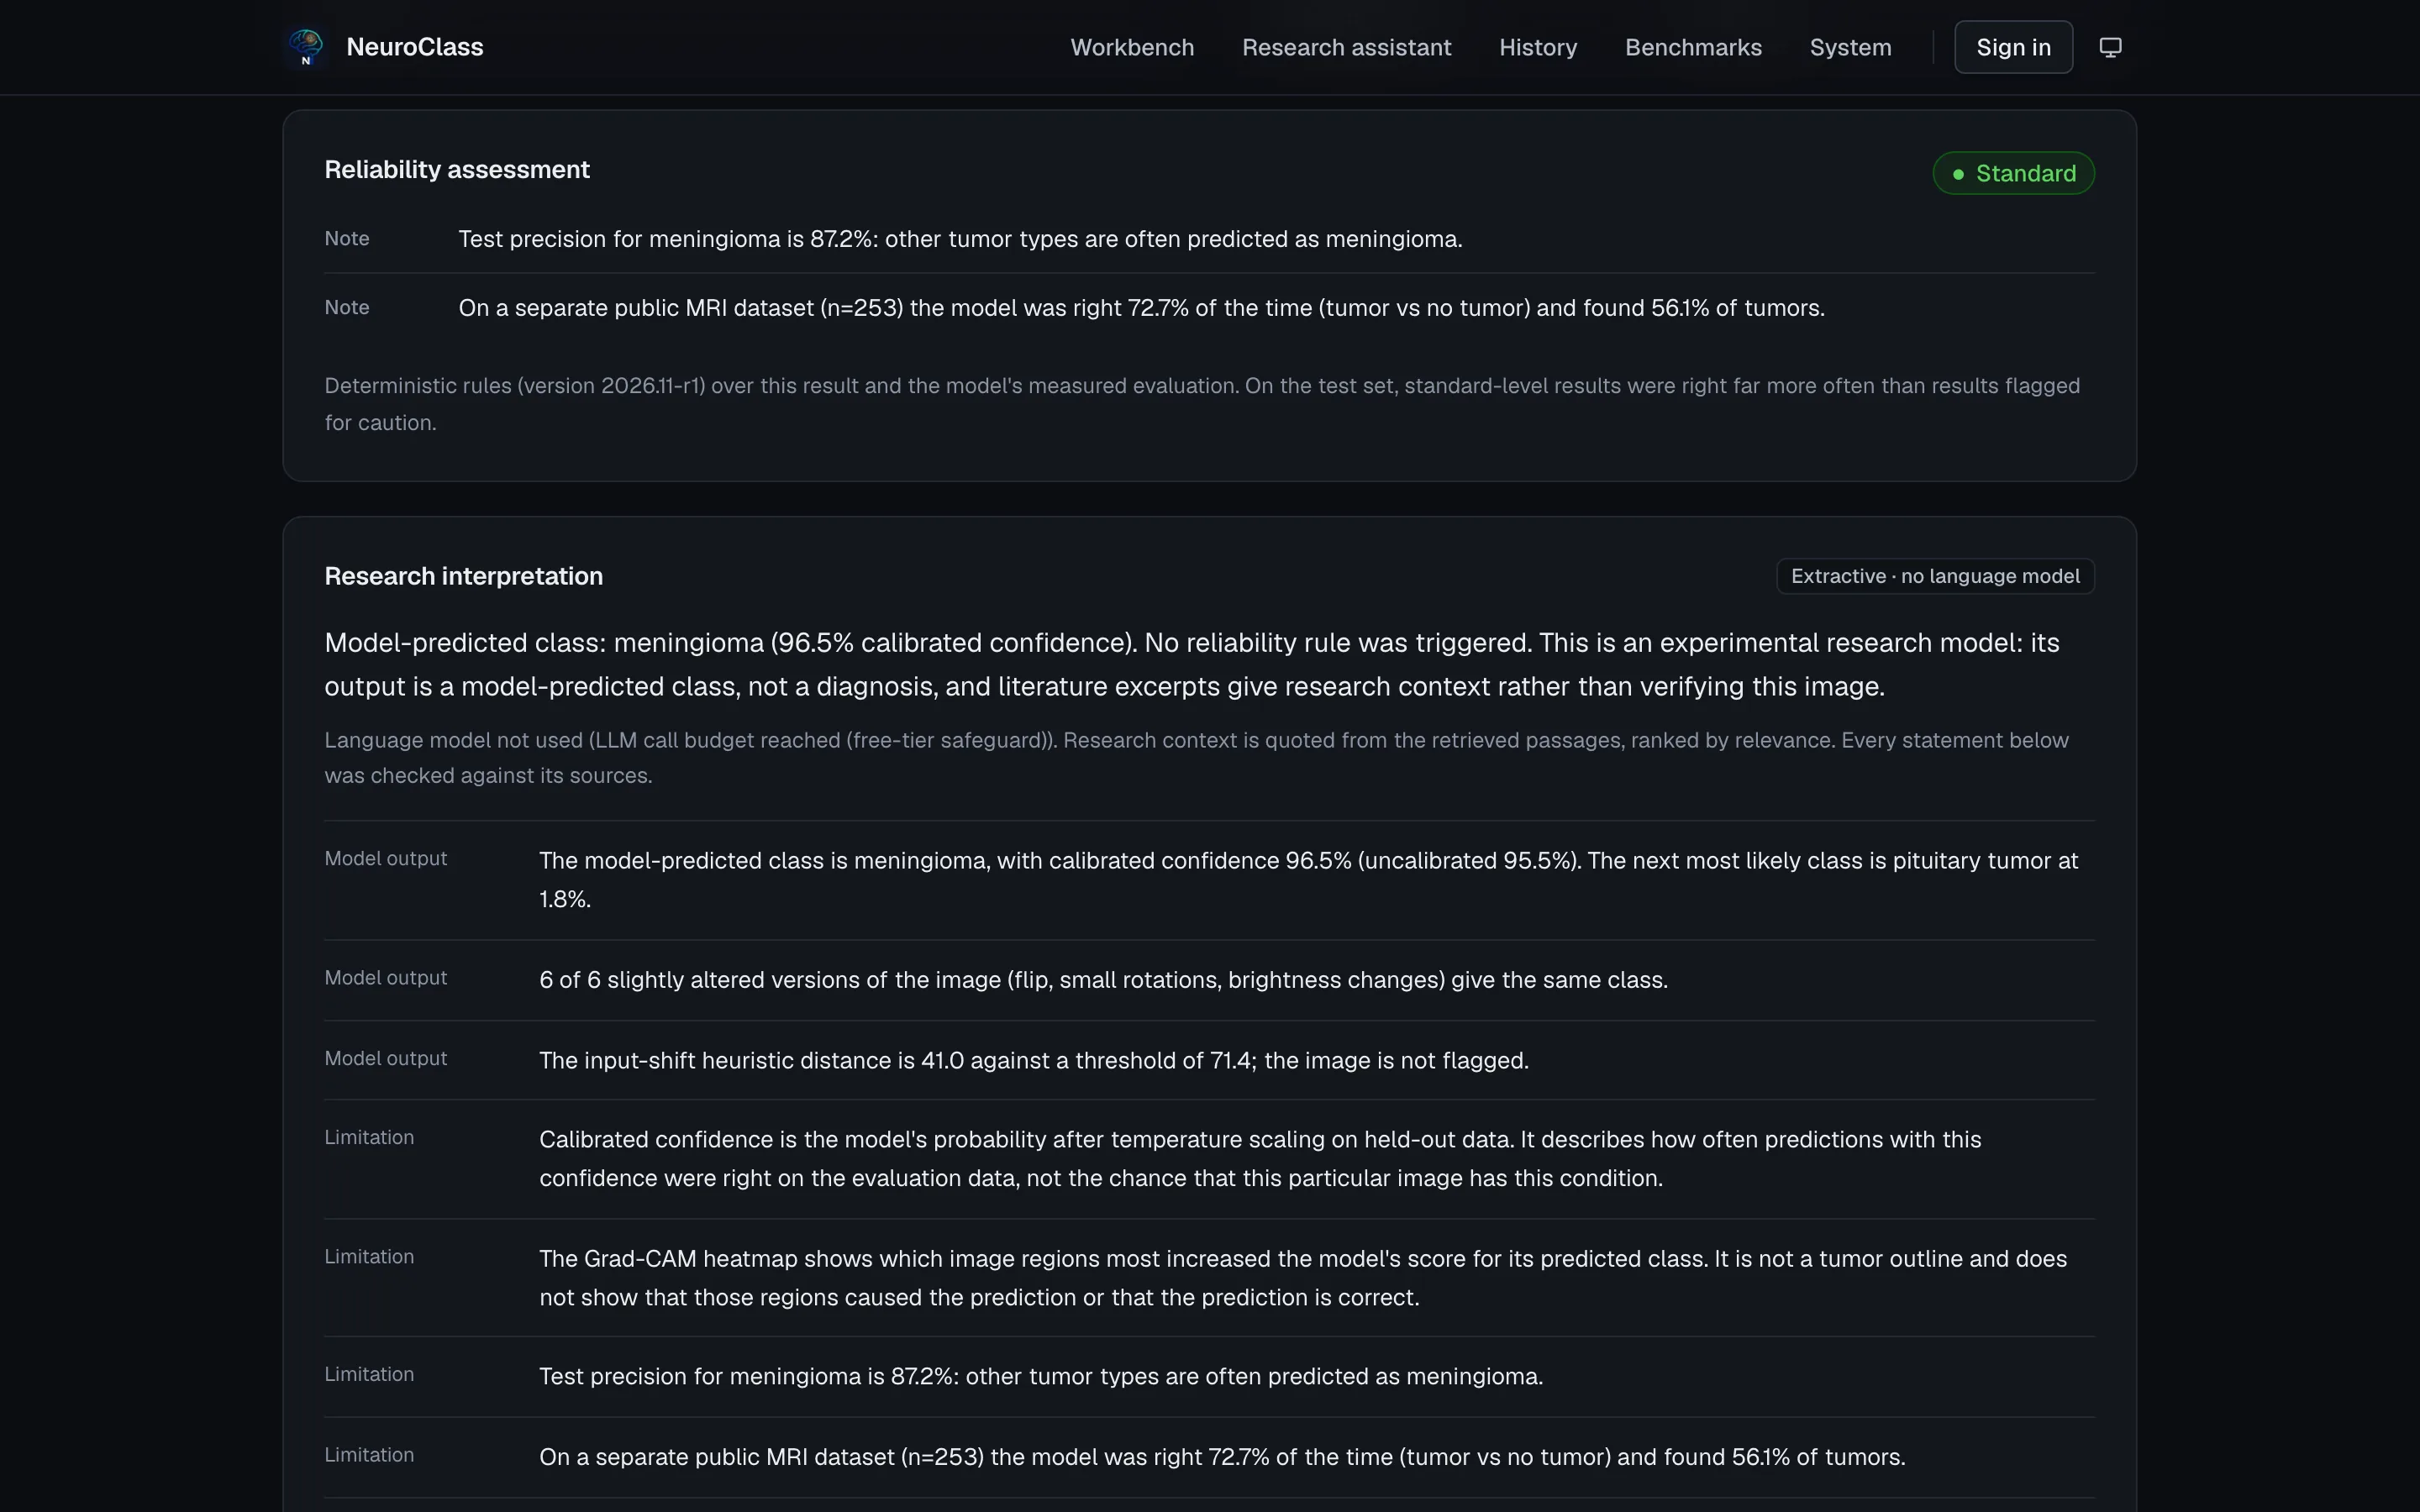 N
NeuroClass
Workbench
Research assistant
History
Benchmarks
System
Sign in
Reliability assessment
Standard
Note
Test precision for meningioma is 87.2%: other tumor types are often predicted as meningioma.
Note
On a separate public MRI dataset (n=253) the model was right 72.7% of the time (tumor vs no tumor) and found 56.1% of tumors.
Deterministic rules (version 2026.11-r1) over this result and the model's measured evaluation. On the test set, standard-level results were right far more often than results flagged
for caution.
Research interpretation
Extractive · no language model
Model-predicted class: meningioma (96.5% calibrated confidence). No reliability rule was triggered. This is an experimental research model: its
output is a model-predicted class, not a diagnosis, and literature excerpts give research context rather than verifying this image.
Language model not used (LLM call budget reached (free-tier safeguard)). Research context is quoted from the retrieved passages, ranked by relevance. Every statement below
was checked against its sources.
Model output
The model-predicted class is meningioma, with calibrated confidence 96.5% (uncalibrated 95.5%). The next most likely class is pituitary tumor at
1.8%.
Model output
6 of 6 slightly altered versions of the image (flip, small rotations, brightness changes) give the same class.
Model output
The input-shift heuristic distance is 41.0 against a threshold of 71.4; the image is not flagged.
Limitation
Calibrated confidence is the model's probability after temperature scaling on held-out data. It describes how often predictions with this
confidence were right on the evaluation data, not the chance that this particular image has this condition.
Limitation
The Grad-CAM heatmap shows which image regions most increased the model's score for its predicted class. It is not a tumor outline and does
not show that those regions caused the prediction or that the prediction is correct.
Limitation
Test precision for meningioma is 87.2%: other tumor types are often predicted as meningioma.
Limitation
On a separate public MRI dataset (n=253) the model was right 72.7% of the time (tumor vs no tumor) and found 56.1% of tumors.